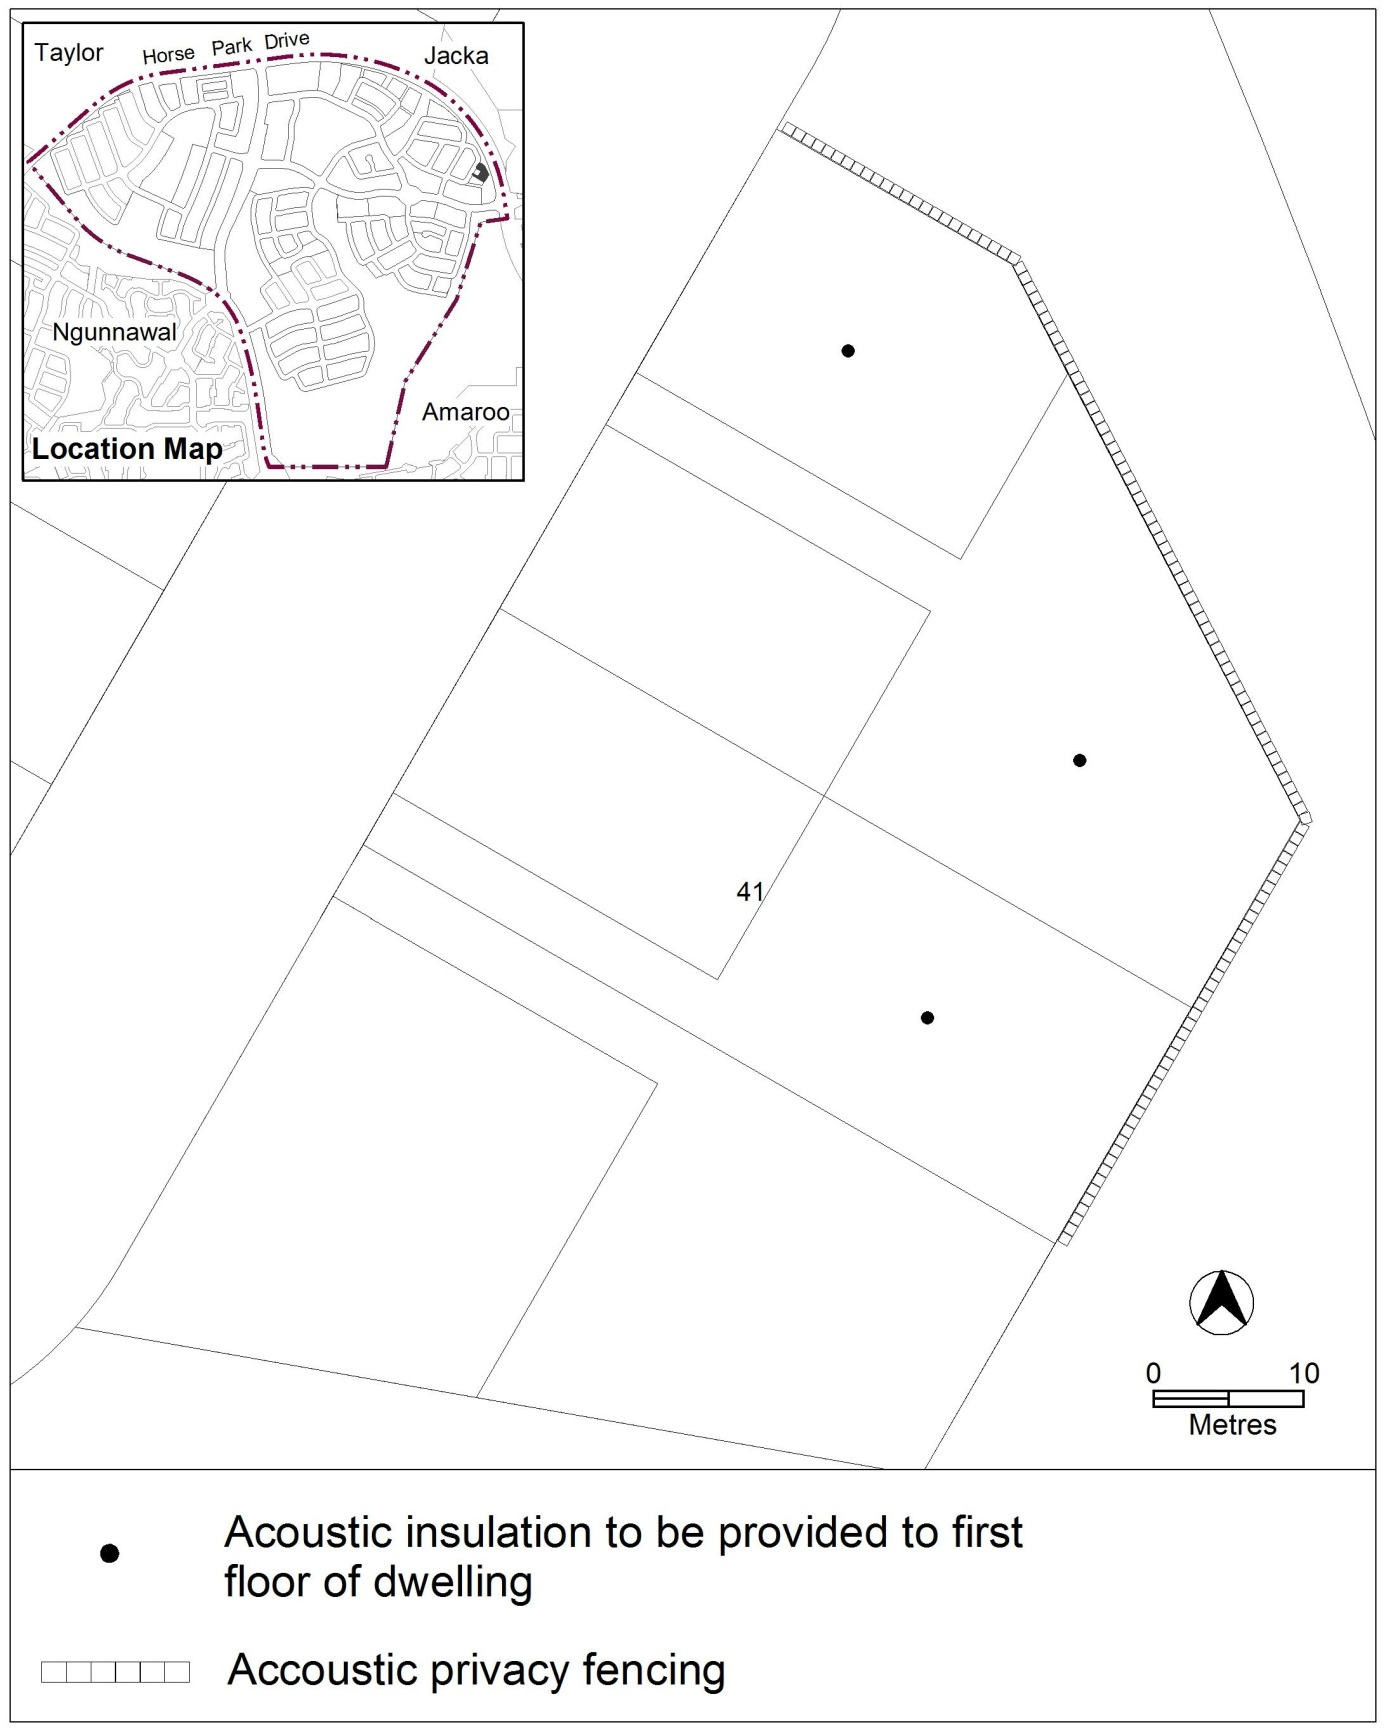 Taylor
Horse Park Drive
Jacka
Ngunnawal
Amaroo
Location Map
41
0 10
Metres
Acoustic insulation to be provided to first
floor of dwelling
Accoustic privacy fencing